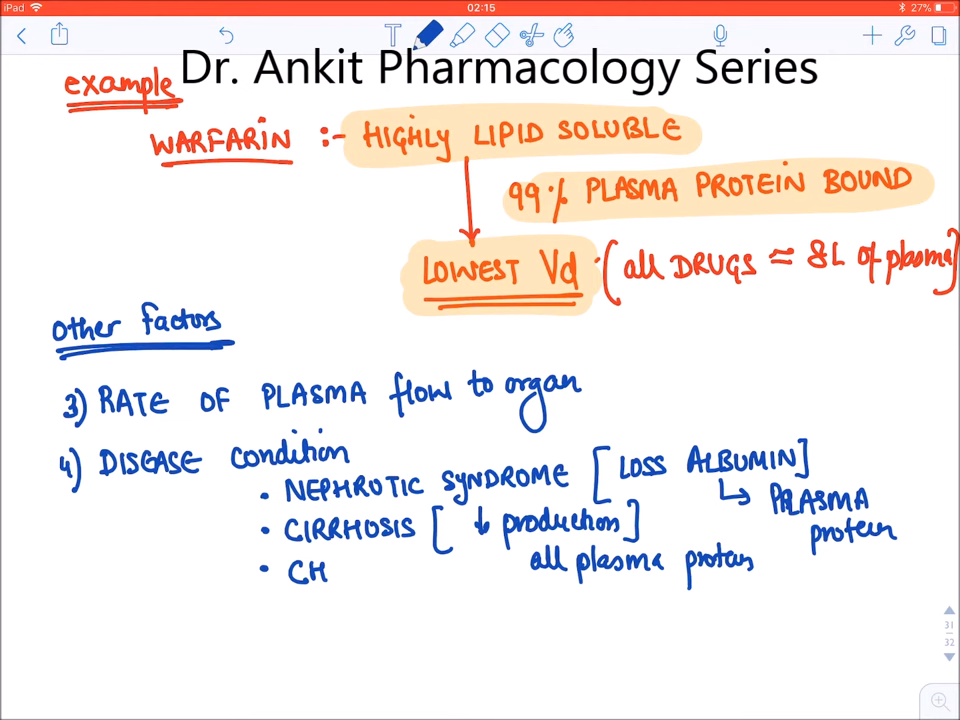 iPad 02:15 27%
T
Dr. Ankit Pharmacology Series
example
WARFARIN :- HIGHLY LIPID SOLUBLE
99% PLASMA PROTEIN BOUND
LOWEST Vd (all DRUGS ≈ 8L of plasma)
other factors
3) RATE OF PLASMA flow to organ
4) DISEASE condition
• NEPHROTIC SYNDROME [LOSS ALBUMIN]
↳ PLASMA protein
• CIRRHOSIS [↓ production]
all plasma protein
• CH
31
32